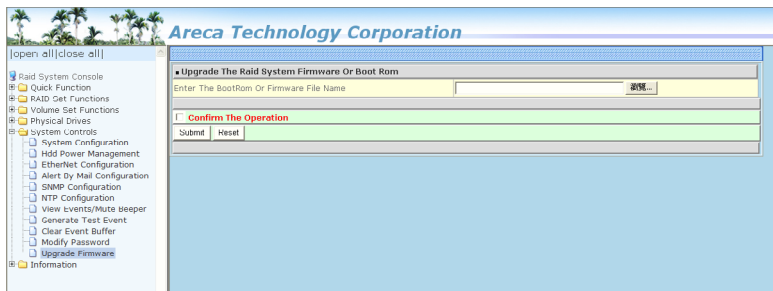 Areca Technology Corporation
|open all|close all|
Raid System Console
Quick Function
RAID Set Functions
Volume Set Functions
Physical Drives
System Controls
System Configuration
Hdd Power Management
EtherNet Configuration
Alert By Mail Configuration
SNMP Configuration
NTP Configuration
View Events/Mute Beeper
Generate Test Event
Clear Event Buffer
Modify Password
Upgrade Firmware
Information
Upgrade The Raid System Firmware Or Boot Rom
Enter The BootRom Or Firmware File Name
瀏覽...
Confirm The Operation
Submit Reset